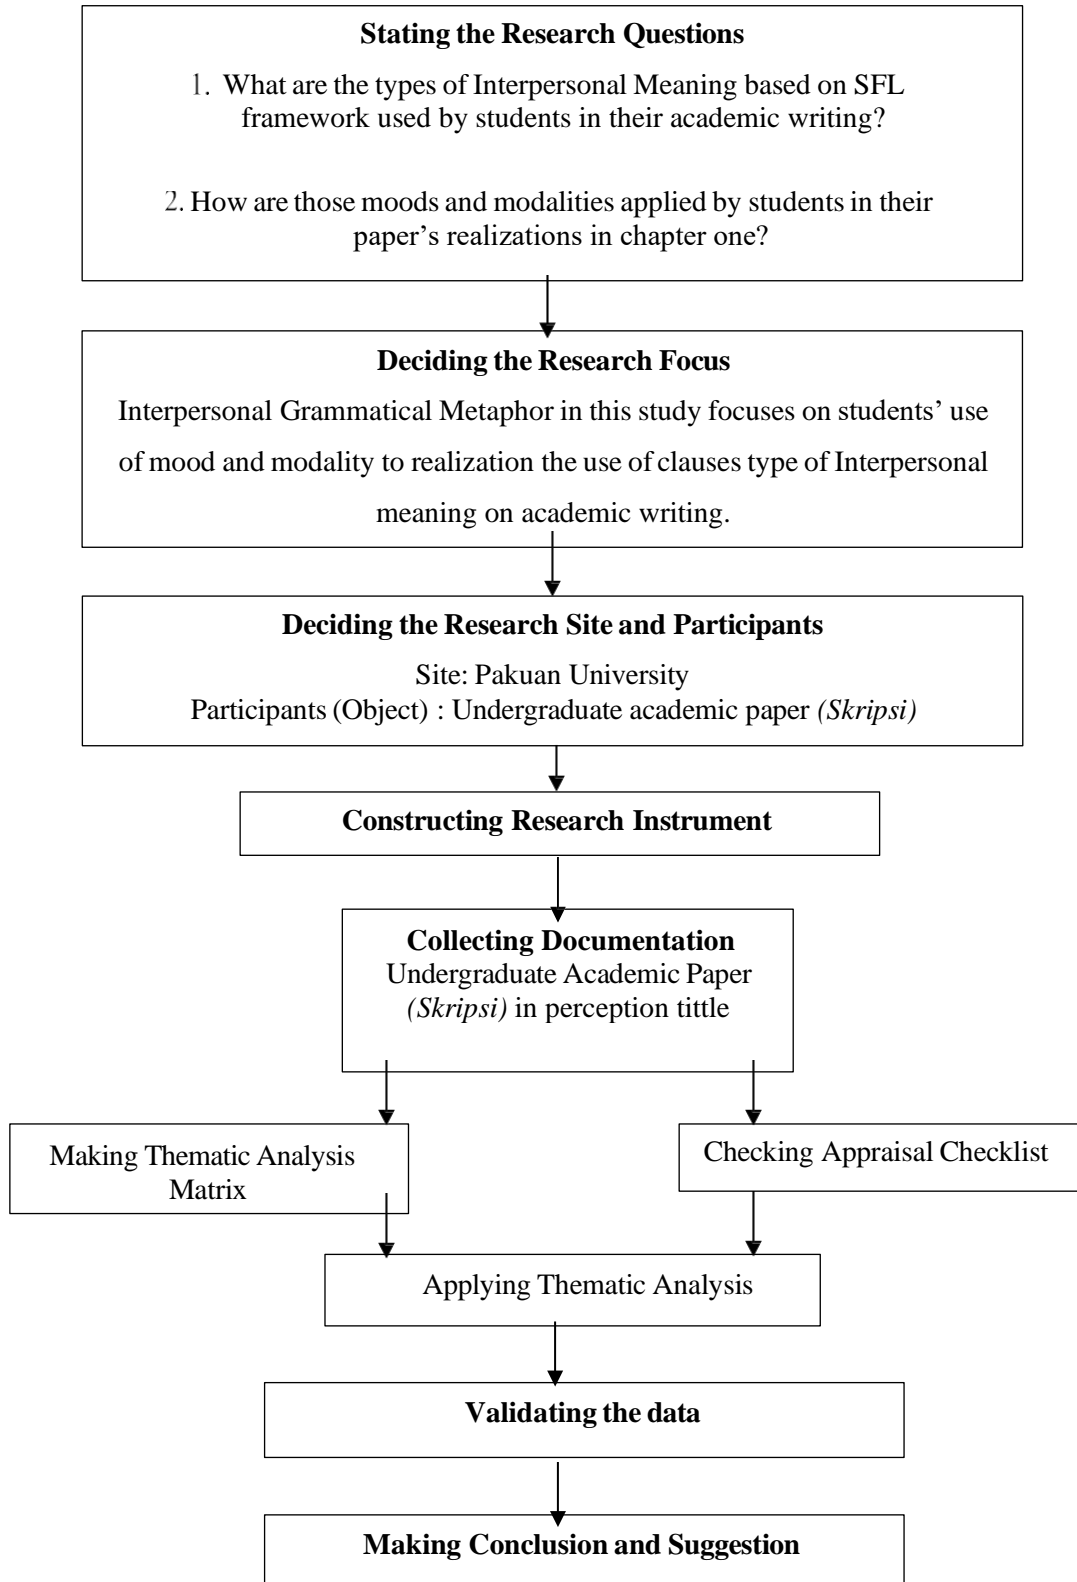 Stating the Research Questions
1. What are the types of Interpersonal Meaning based on SFL
framework used by students in their academic writing?
2. How are those moods and modalities applied by students in their
paper’s realizations in chapter one?
Deciding the Research Focus
Interpersonal Grammatical Metaphor in this study focuses on students’ use
of mood and modality to realization the use of clauses type of Interpersonal
meaning on academic writing.
Deciding the Research Site and Participants
Site: Pakuan University
Participants (Object) : Undergraduate academic paper (Skripsi)
Constructing Research Instrument
Collecting Documentation
Undergraduate Academic Paper
(Skripsi) in perception tittle
Making Thematic Analysis
Matrix
Checking Appraisal Checklist
Applying Thematic Analysis
Validating the data
Making Conclusion and Suggestion